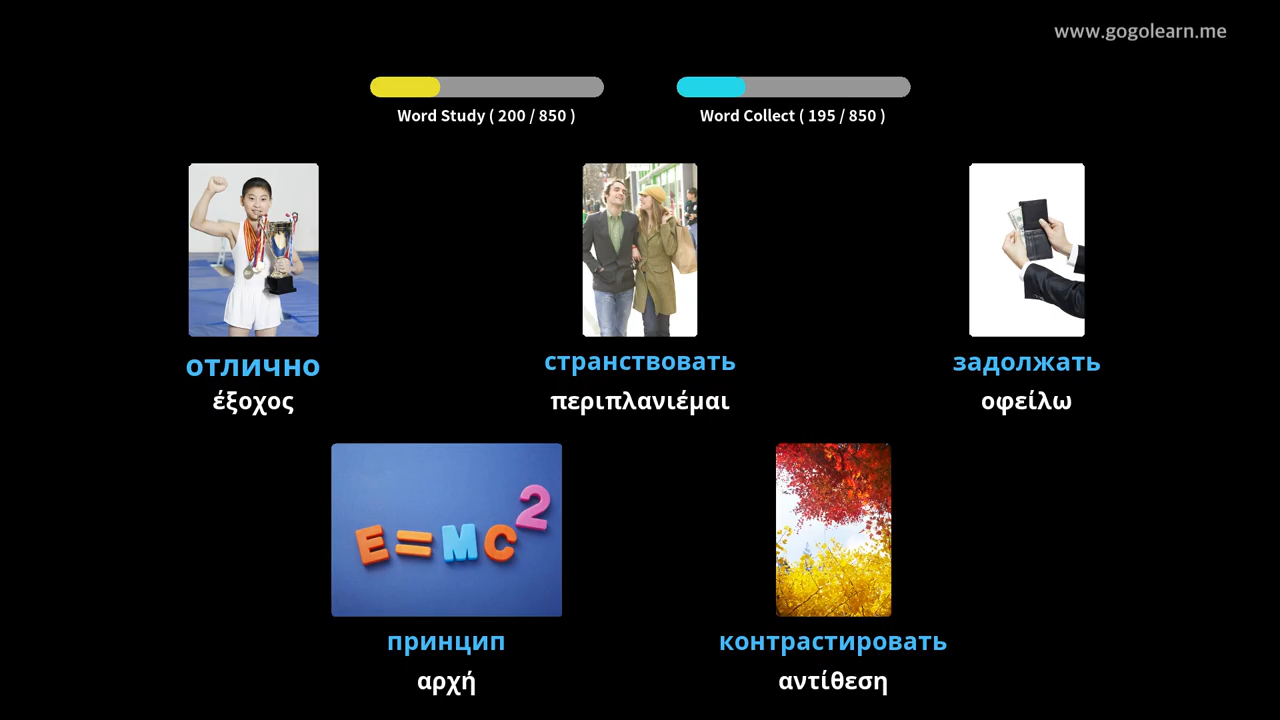 www.gogolearn.me
Word Study ( 200 / 850 )
Word Collect ( 195 / 850 )
отлично
έξοχος
странствовать
περιπλανιέμαι
задолжать
οφείλω
E=MC2
принцип
αρχή
контрастировать
αντίθεση